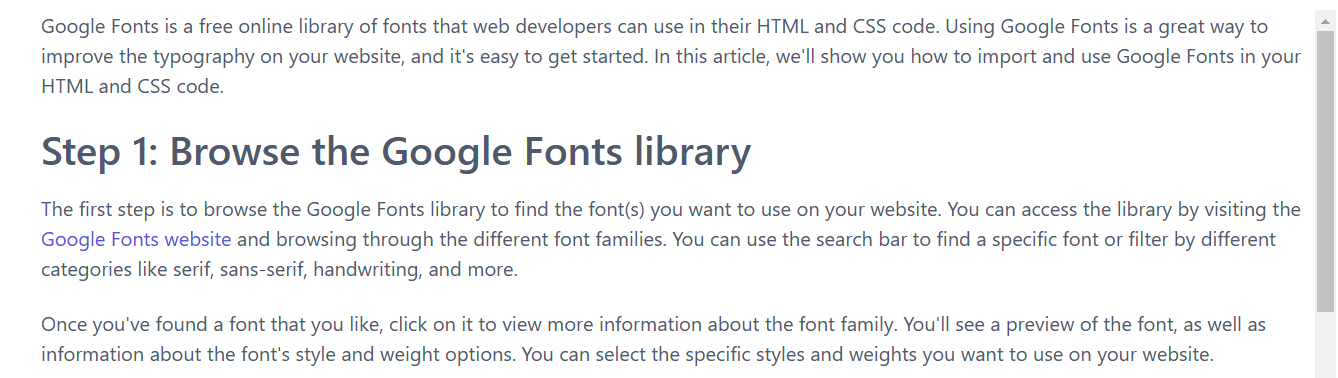 Google Fonts is a free online library of fonts that web developers can use in their HTML and CSS code. Using Google Fonts is a great way to
improve the typography on your website, and it's easy to get started. In this article, we'll show you how to import and use Google Fonts in your
HTML and CSS code.
Step 1: Browse the Google Fonts library
The first step is to browse the Google Fonts library to find the font(s) you want to use on your website. You can access the library by visiting the
Google Fonts website and browsing through the different font families. You can use the search bar to find a specific font or filter by different
categories like serif, sans-serif, handwriting, and more.
Once you've found a font that you like, click on it to view more information about the font family. You'll see a preview of the font, as well as
information about the font's style and weight options. You can select the specific styles and weights you want to use on your website.